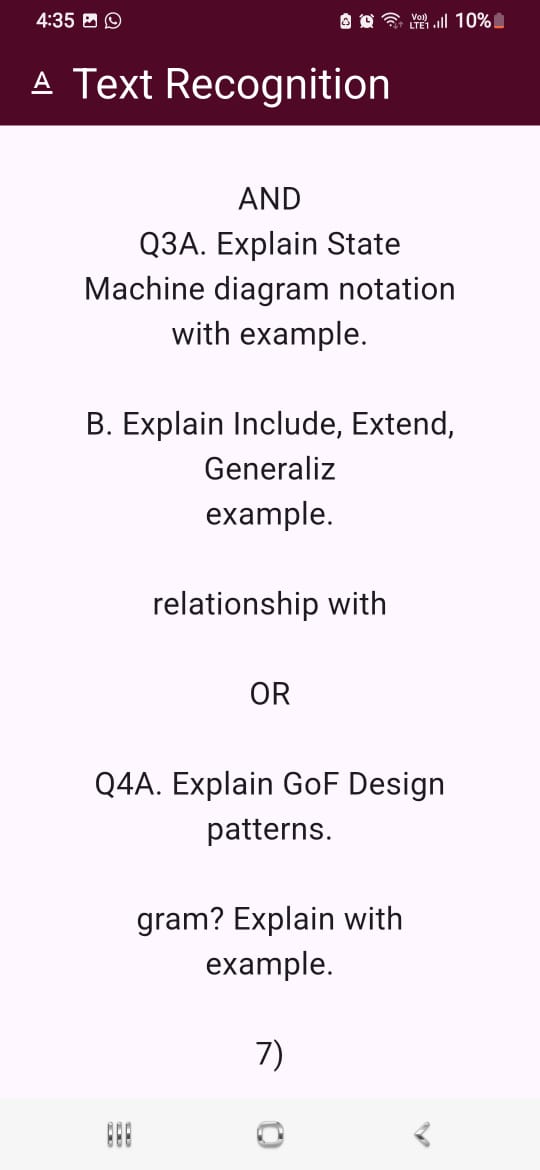 4:35
Vo) LTE1 10%
A Text Recognition
AND
Q3A. Explain State
Machine diagram notation
with example.
B. Explain Include, Extend,
Generaliz
example.
relationship with
OR
Q4A. Explain GoF Design
patterns.
gram? Explain with
example.
7)